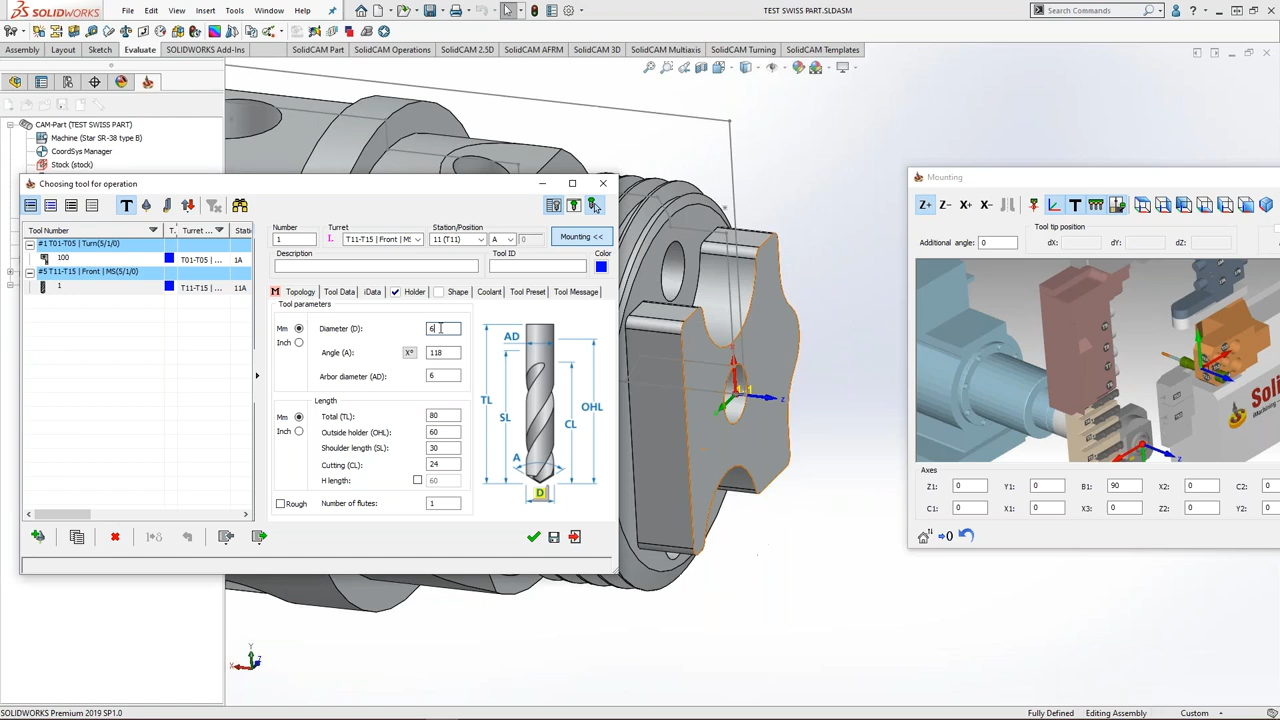 SOLIDWORKS File Edit View Insert Tools Window Help TEST SWISS PART.SLDASM Search Commands
Assembly Layout Sketch Evaluate SOLIDWORKS Add-Ins SolidCAM Part SolidCAM Operations SolidCAM 2.5D SolidCAM AFRM SolidCAM 3D SolidCAM Multiaxis SolidCAM Turning SolidCAM Templates
CAM-Part (TEST SWISS PART)
Machine (Star SR-38 type B)
CoordSys Manager
Stock (stock)
Choosing tool for operation
Tool Number T.. Turret ... Stati
#1 T01-T05 | Turn(5/1/0)
100 T01-T05 | ... 1A
#5 T11-T15 | Front | MS(5/1/0)
1 T11-T15 | ... 11A
Number Turret Station/Position
1 L T11-T15 | Front | MS 11 (T11) A 0 Mounting <<
Description Tool ID Color
M Topology Tool Data iData Holder Shape Coolant Tool Preset Tool Message
Tool parameters
Mm Diameter (D): 6
Inch
Angle (A): Xº 118
Arbor diameter (AD): 6
Length
Mm Total (TL): 80
Inch Outside holder (OHL): 60
Shoulder length (SL): 30
Cutting (CL): 24
H length: 60
Rough Number of flutes: 1
AD
TL SL CL OHL
A
D
Mounting
Z+ Z- X+ X-
Tool tip position
Additional angle: 0 dX: dY: dZ:
Solid
Axes
Z1: 0 Y1: 0 B1: 90 X2: 0 C2: 0
C1: 0 X1: 0 X3: 0 Z2: 0 Y2: 0
0
1.1
z
x
Y
X Z
SOLIDWORKS Premium 2019 SP1.0 Fully Defined Editing Assembly Custom